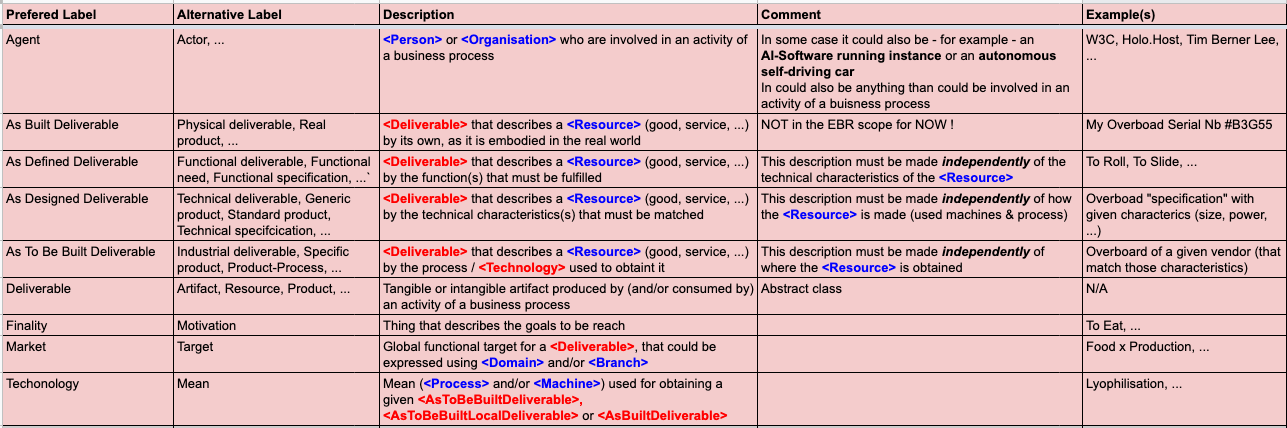 Prefered Label Alternative Label Description Comment Example(s)
Agent Actor, ... <Person> or <Organisation> who are involved in an activity of In some case it could also be - for example - an W3C, Holo.Host, Tim Berner Lee,
a business process AI-Software running instance or an autonomous ...
self-driving car
In could also be anything than could be involved in an
activity of a buisness process
As Built Deliverable Physical deliverable, Real <Deliverable> that describes a <Resource> (good, service, ...) NOT in the EBR scope for NOW ! My Overboad Serial Nb #B3G55
product, ... by its own, as it is embodied in the real world
As Defined Deliverable Functional deliverable, Functional <Deliverable> that describes a <Resource> (good, service, ...) This description must be made independently of the To Roll, To Slide, ...
need, Functional specification, ...` by the function(s) that must be fulfilled technical characteristics of the <Resource>
As Designed Deliverable Technical deliverable, Generic <Deliverable> that describes a <Resource> (good, service, ...) This description must be made independently of how Overboad "specification" with
product, Standard product, by the technical characteristics(s) that must be matched the <Resource> is made (used machines & process) given characterics (size, power,
Technical specifcication, ... ...)
As To Be Built Deliverable Industrial deliverable, Specific <Deliverable> that describes a <Resource> (good, service, ...) This description must be made independently of Overboard of a given vendor (that
product, Product-Process, ... by the process / <Technology> used to obtaint it where the <Resource> is obtained match those characteristics)
Deliverable Artifact, Resource, Product, ... Tangible or intangible artifact produced by (and/or consumed by) Abstract class N/A
an activity of a business process
Finality Motivation Thing that describes the goals to be reach To Eat, ...
Market Target Global functional target for a <Deliverable>, that could be Food x Production, ...
expressed using <Domain> and/or <Branch>
Techonology Mean Mean (<Process> and/or <Machine>) used for obtaining a Lyophilisation, ...
given <AsToBeBuiltDeliverable>,
<AsToBeBuiltLocalDeliverable> or <AsBuiltDeliverable>